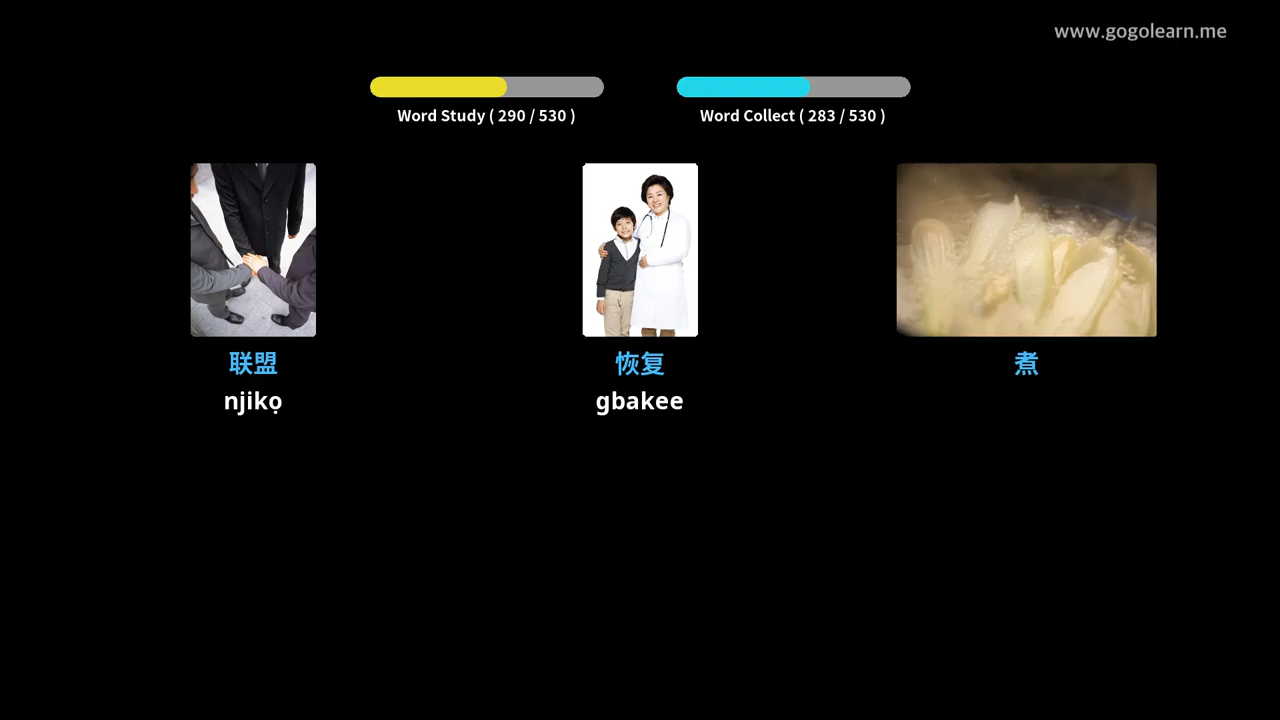 www.gogolearn.me
Word Study ( 290 / 530 )
Word Collect ( 283 / 530 )
联盟
njikọ
恢复
gbakee
煮